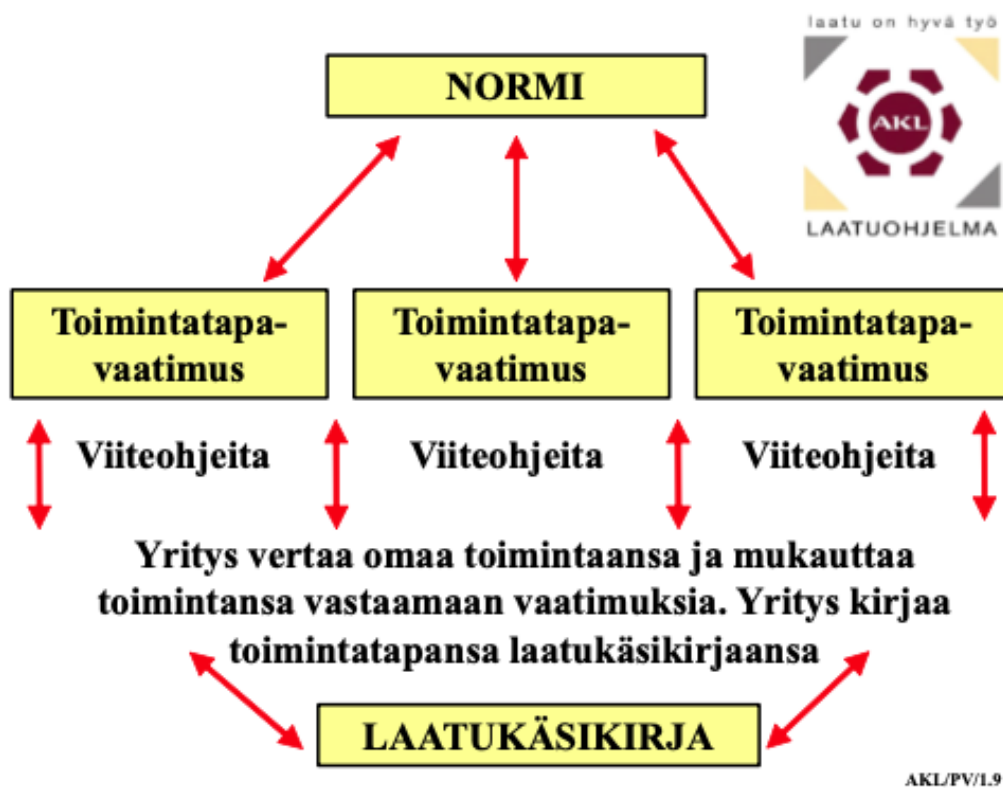 laatu on hyvä työ
NORMI
AKL
LAATUOHJELMA
Toimintatapa-
vaatimus
Toimintatapa-
vaatimus
Toimintatapa-
vaatimus
Viiteohjeita
Viiteohjeita
Viiteohjeita
Yritys vertaa omaa toimintaansa ja mukauttaa
toimintansa vastaamaan vaatimuksia. Yritys kirjaa
toimintatapansa laatukäsikirjaansa
LAATUKÄSIKIRJA
AKL/PV/1.9